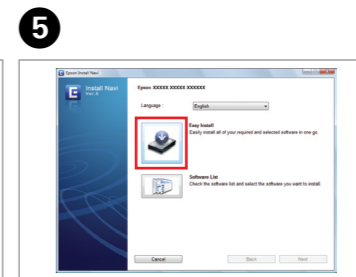 5
Epson Install Navi
Install Navi
Epson XXXXX XXXXX XXXXXX
Language :
English
Easy Install
Easily install all of your required and selected software in one go.
Software List
Check the software list and select the software you want to install.
Cancel
Back
Next